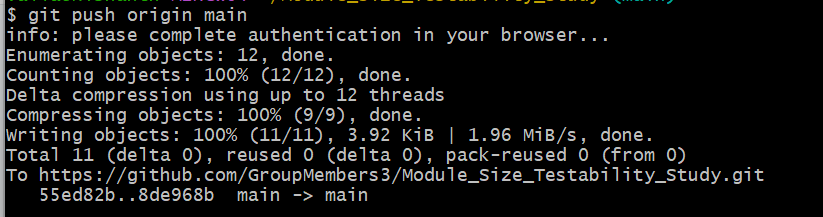 $ git push origin main
info: please complete authentication in your browser...
Enumerating objects: 12, done.
Counting objects: 100% (12/12), done.
Delta compression using up to 12 threads
Compressing objects: 100% (9/9), done.
Writing objects: 100% (11/11), 3.92 KiB | 1.96 MiB/s, done.
Total 11 (delta 0), reused 0 (delta 0), pack-reused 0 (from 0)
To https://github.com/GroupMembers3/Module_Size_Testability_Study.git
   55ed82b..8de968b  main -> main